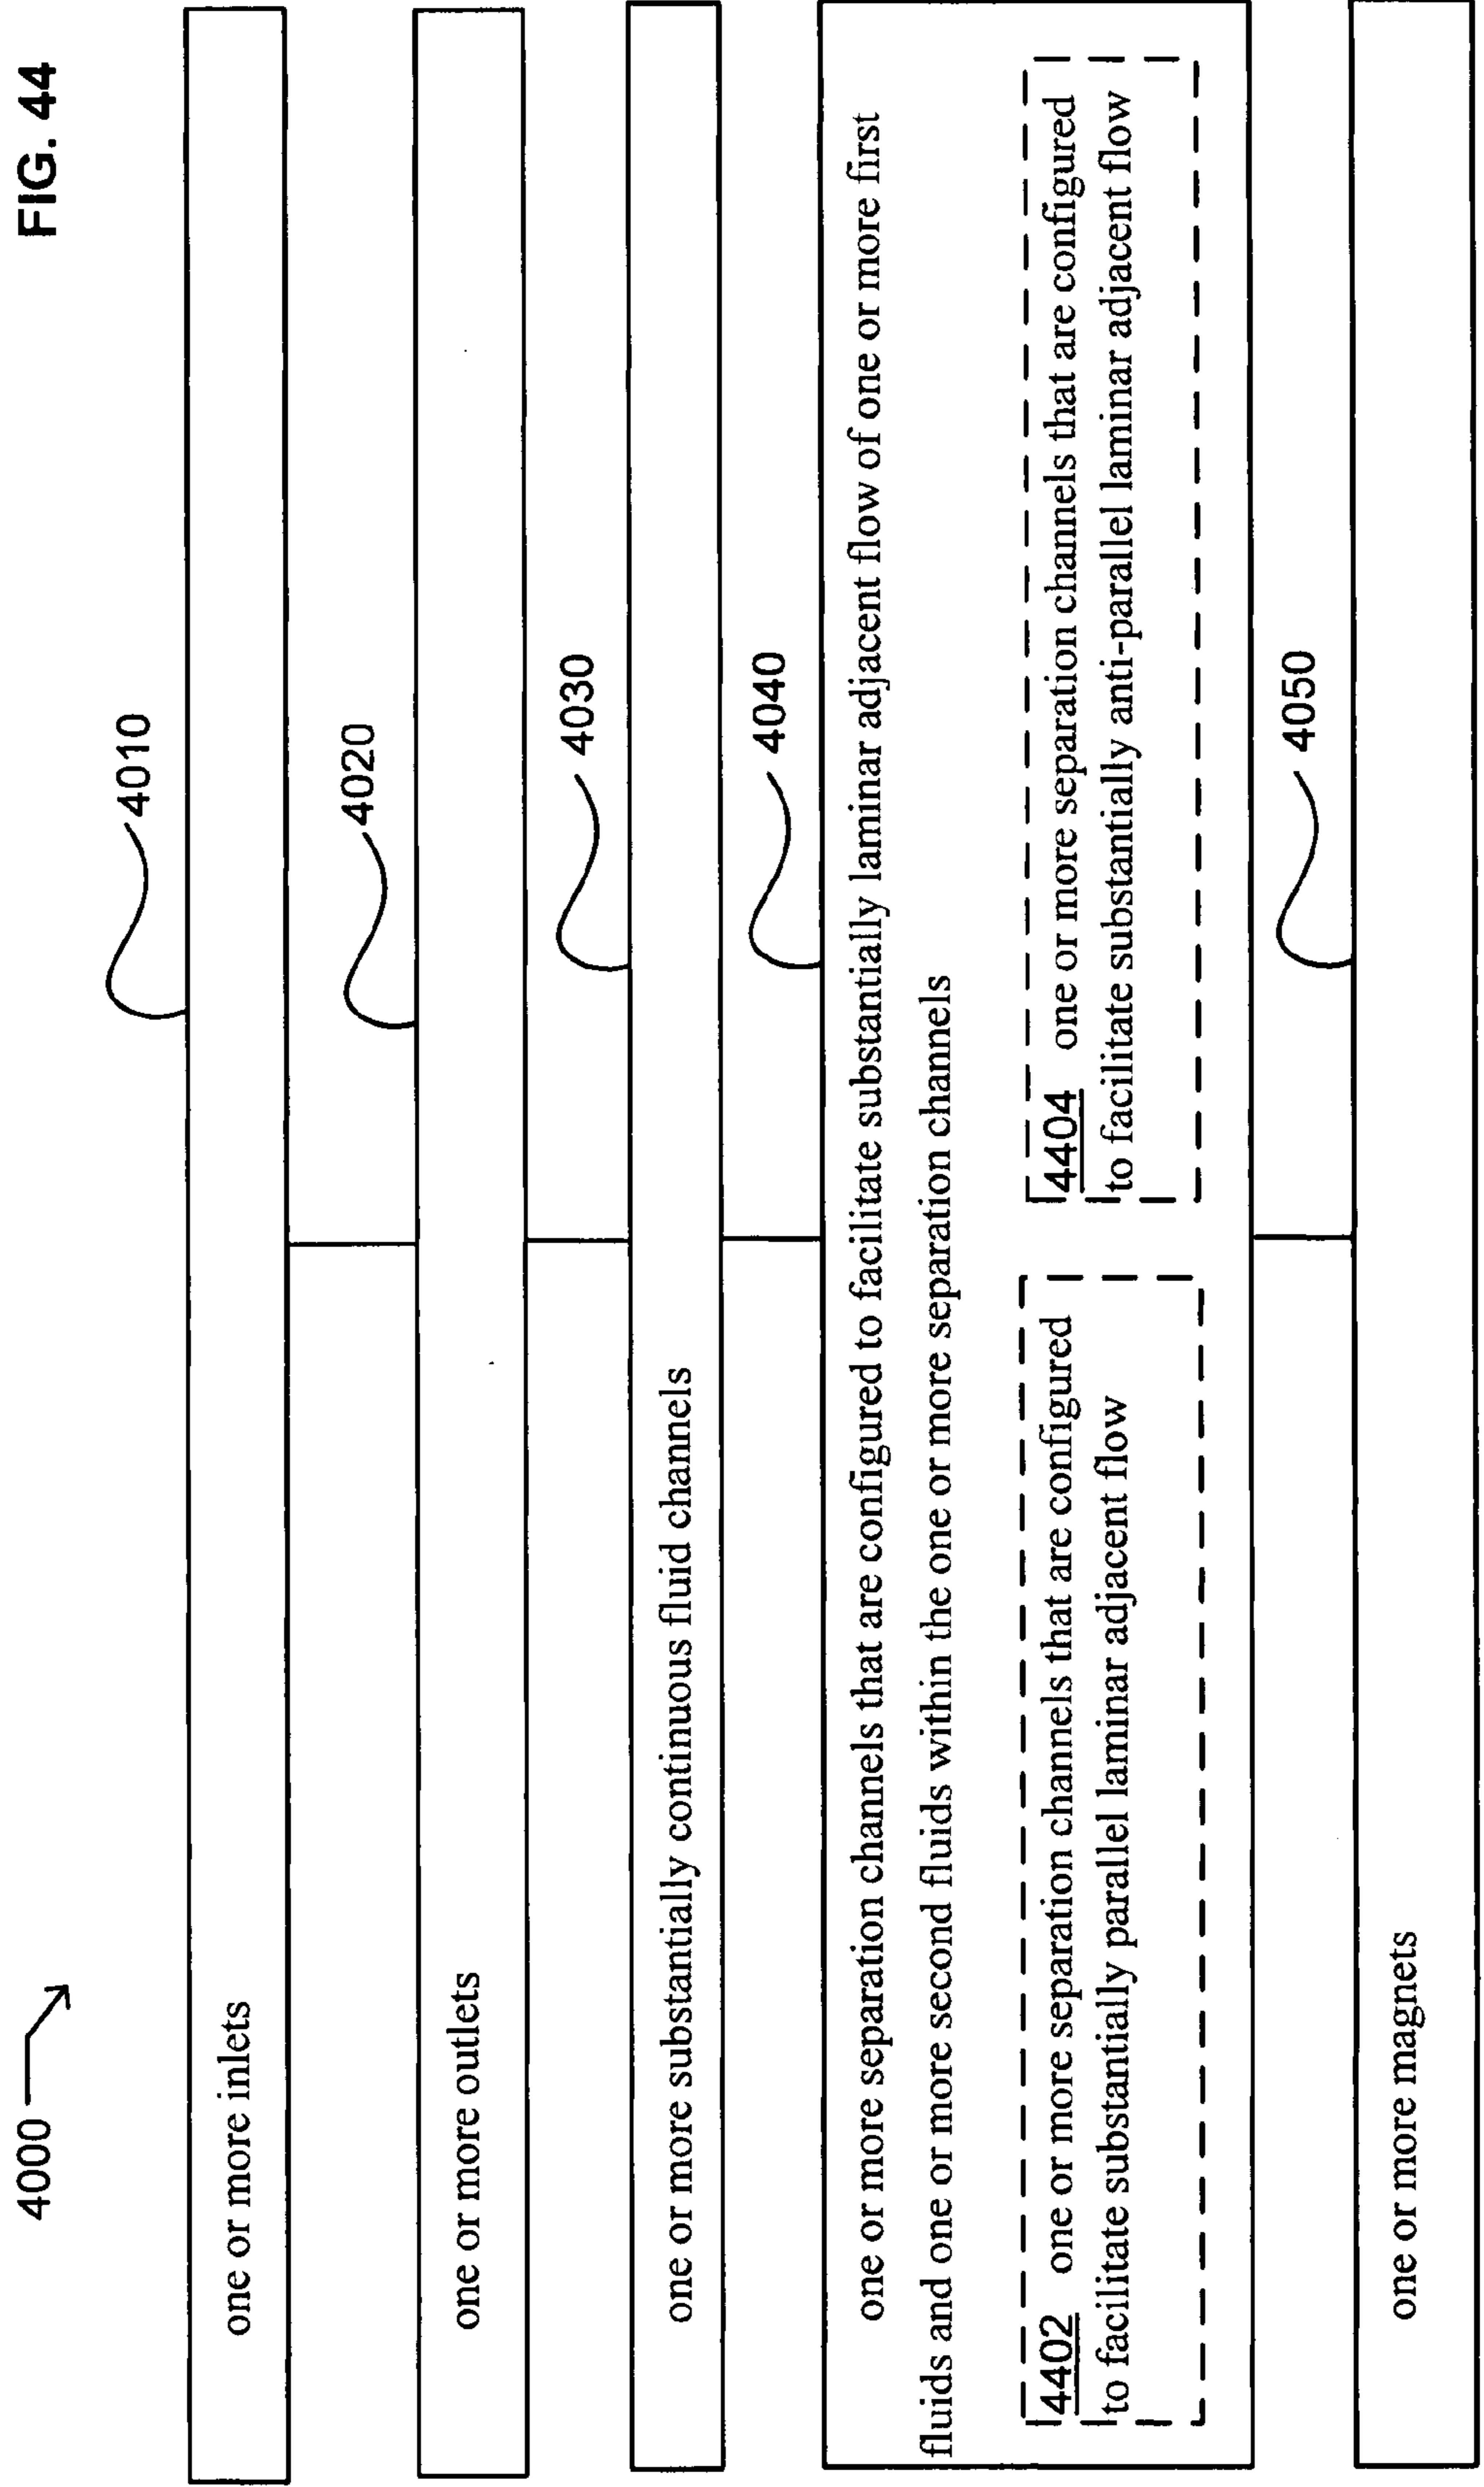 FIG. 44
4000
4010
one or more inlets
4020
one or more outlets
4030
one or more substantially continuous fluid channels
4040
one or more separation channels that are configured to facilitate substantially laminar adjacent flow of one or more first
fluids and one or more second fluids within the one or more separation channels
4402 one or more separation channels that are configured
to facilitate substantially parallel laminar adjacent flow
4404 one or more separation channels that are configured
to facilitate substantially anti-parallel laminar adjacent flow
4050
one or more magnets